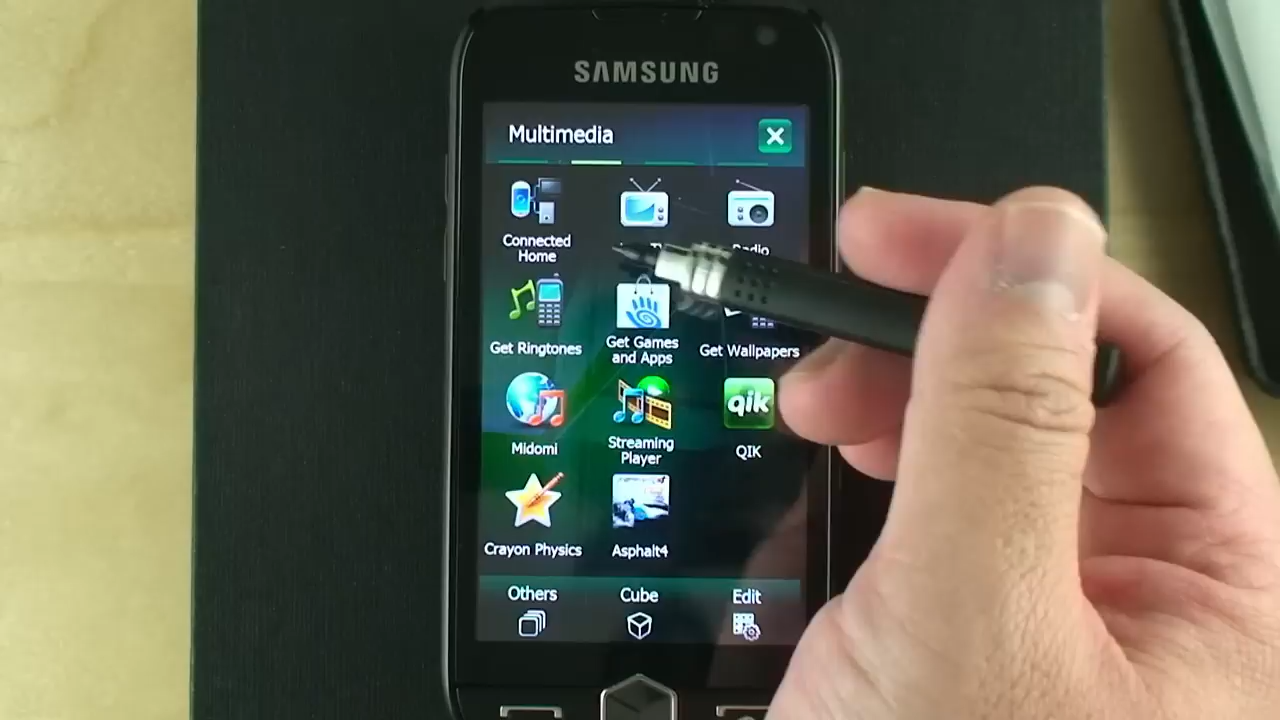 SAMSUNG
Multimedia
Connected
Home
Radio
Get Ringtones
Get Games
and Apps
Get Wallpapers
Midomi
Streaming
Player
qik
QIK
Crayon Physics
Asphalt4
Others
Cube
Edit